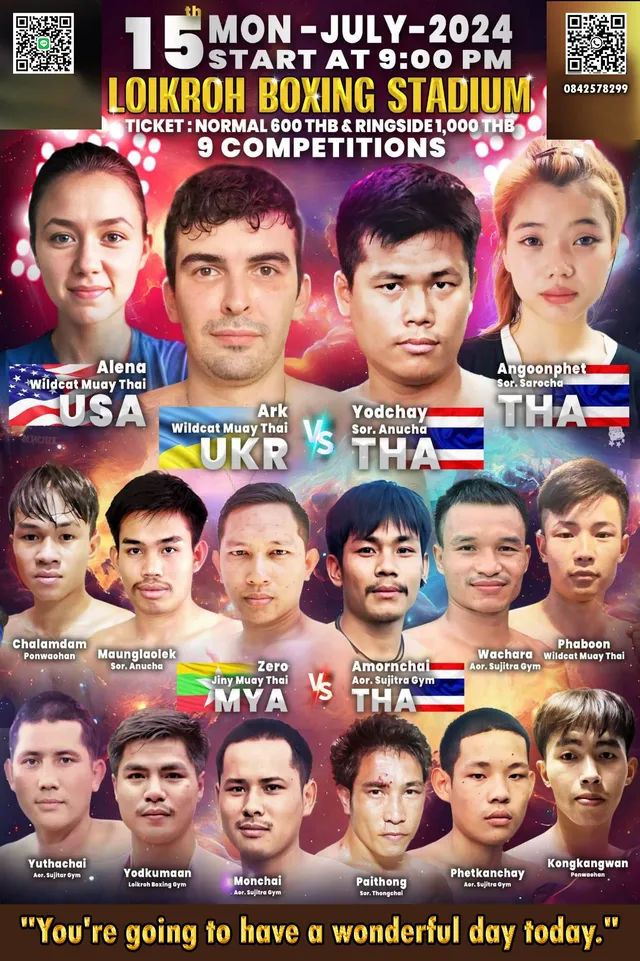 15th MON - JULY - 2024
START AT 9:00 PM
0842578299
LOIKROH BOXING STADIUM
TICKET : NORMAL 600 THB & RINGSIDE 1,000 THB
9 COMPETITIONS
Alena
Wildcat Muay Thai
USA
Ark
Wildcat Muay Thai
UKR
VS
Yodchay
Sor. Anucha
THA
Angoonphet
Sor. Sarocha
THA
Chalamdam
Ponwaohan
Maunglaolek
Sor. Anucha
Zero
Jiny Muay Thai
MYA
VS
Amornchai
Aor. Sujitra Gym
THA
Wachara
Aor. Sujitra Gym
Phaboon
Wildcat Muay Thai
Yuthachai
Aor. Sujitar Gym
Yodkumaan
Loikroh Boxing Gym
Monchai
Aor. Sujitra Gym
Paithong
Sor. Thongchai
Phetkanchay
Aor. Sujitra Gym
Kongkangwan
Ponwaohan
"You're going to have a wonderful day today."